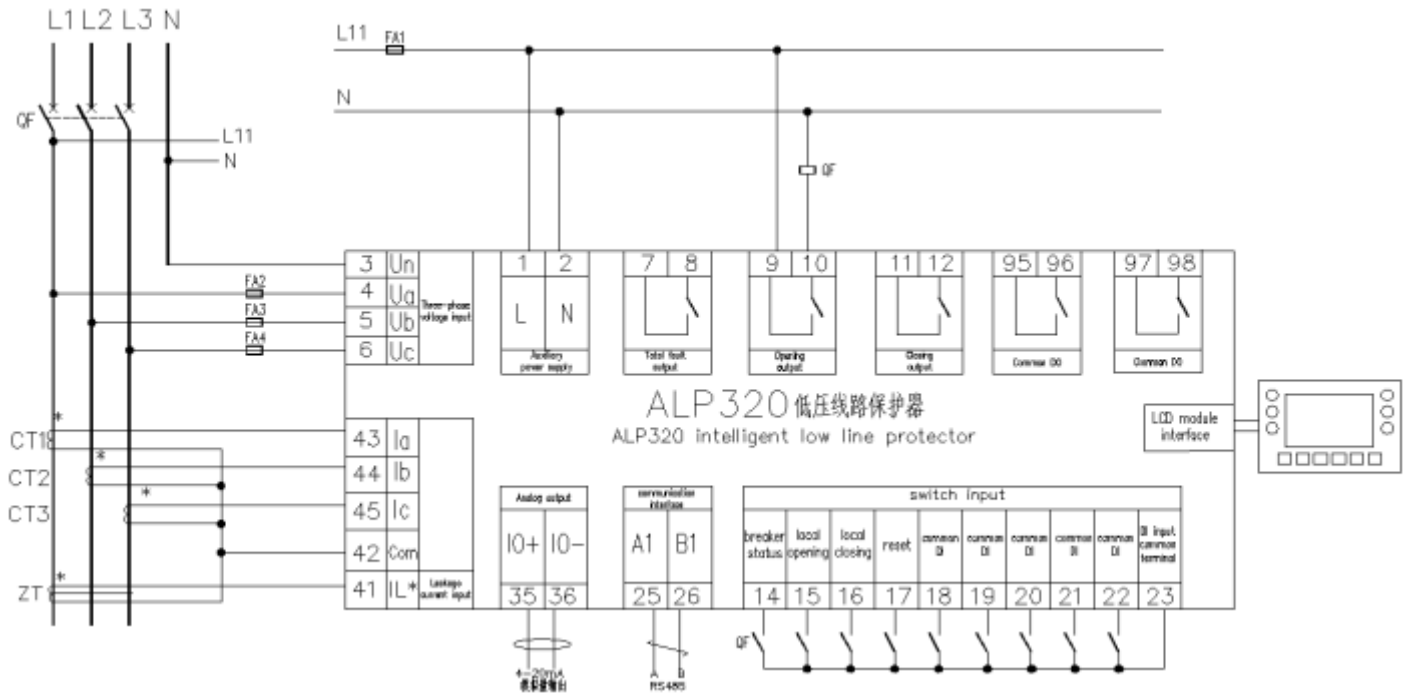 L1 L2 L3 N
L11 FA1
N
QF
L11
N
QF
3 Un
FA2
4 Ua
Three-phase
voltage input
FA3
5 Ub
FA4
6 Uc
1 2
L N
Auxiliary
power supply
7 8
Total fault
output
9 10
Opening
output
11 12
Closing
output
95 96
Common DO
97 98
Common DO
ALP320低压线路保护器
ALP320 intelligent low line protector
LCD module
interface
*
CT1
43 Ia
*
CT2
44 Ib
*
CT3
45 Ic
42 Com
*
ZT
41 IL*
Leakage
current input
Analog output
IO+ IO-
35 36
4-20mA
communication
interface
A1 B1
25 26
A B
RS485
switch input
breaker
status
local
opening
local
closing
reset
common
DI
common
DI
common
DI
common
DI
common
DI
DI input
common
terminal
14 15 16 17 18 19 20 21 22 23
QF